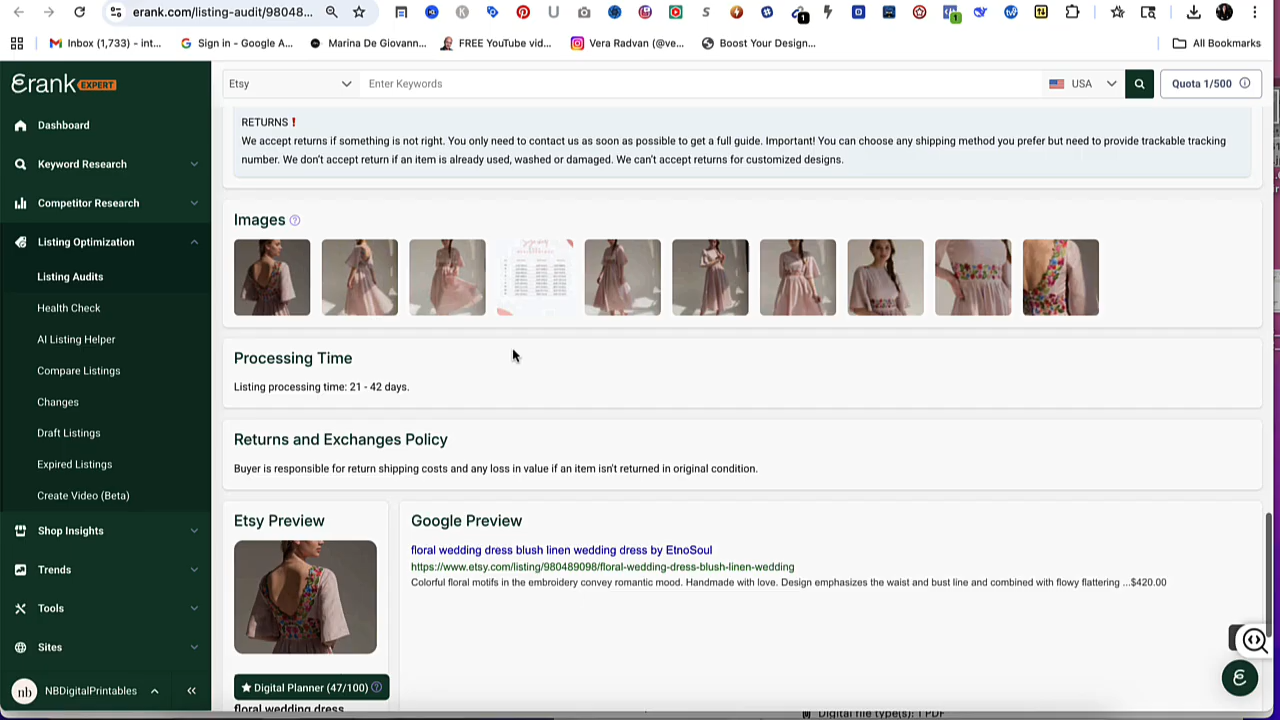 erank.com/listing-audit/98048...
Inbox (1,733) - int...
Sign in - Google A...
Marina De Giovann...
FREE YouTube vid...
Vera Radvan (@ve...
Boost Your Design...
All Bookmarks
erank EXPERT
Etsy
Enter Keywords
USA
Quota 1/500
Dashboard
Keyword Research
Competitor Research
Listing Optimization
Listing Audits
Health Check
AI Listing Helper
Compare Listings
Changes
Draft Listings
Expired Listings
Create Video (Beta)
Shop Insights
Trends
Tools
Sites
nb NBDigitalPrintables
RETURNS❗
We accept returns if something is not right. You only need to contact us as soon as possible to get a full guide. Important! You can choose any shipping method you prefer but need to provide trackable tracking
number. We don't accept return if an item is already used, washed or damaged. We can't accept returns for customized designs.
Images
Processing Time
Listing processing time: 21 - 42 days.
Returns and Exchanges Policy
Buyer is responsible for return shipping costs and any loss in value if an item isn't returned in original condition.
Etsy Preview
★ Digital Planner (47/100)
floral wedding dress
Google Preview
floral wedding dress blush linen wedding dress by EtnoSoul
https://www.etsy.com/listing/980489098/floral-wedding-dress-blush-linen-wedding
Colorful floral motifs in the embroidery convey romantic mood. Handmade with love. Design emphasizes the waist and bust line and combined with flowy flattering ...$420.00
Digital file type(s): 1 PDF